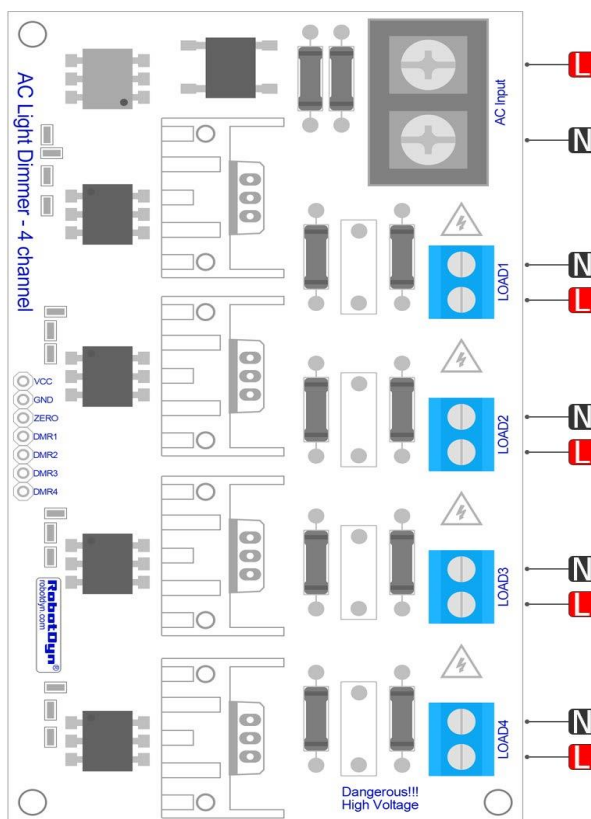 L
AC Input
N
AC Light Dimmer - 4 channel
N
LOAD1
L
VCC
GND
ZERO
DMR1
DMR2
DMR3
DMR4
N
LOAD2
L
N
LOAD3
L
RobotDyn®
robotdyn.com
N
LOAD4
L
Dangerous!!!
High Voltage